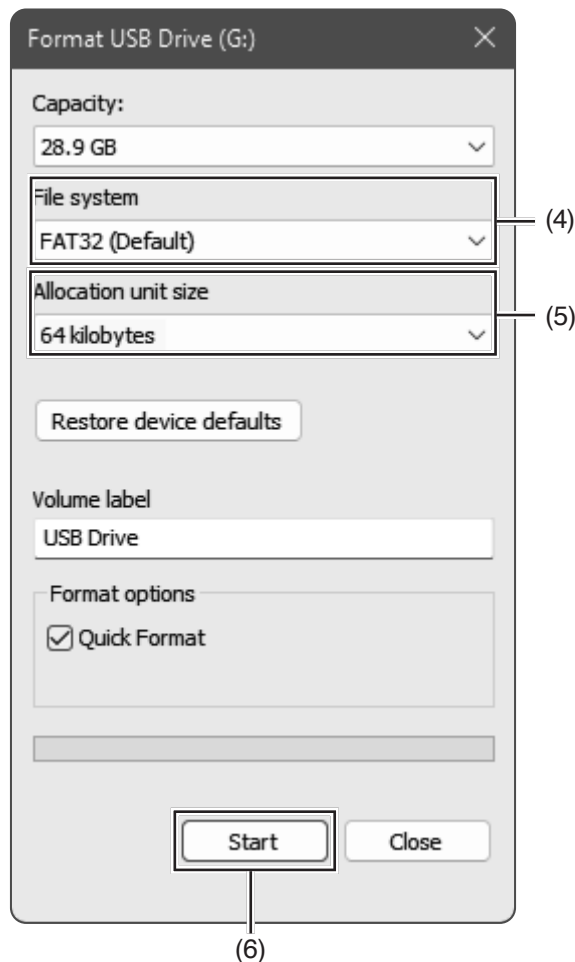 Format USB Drive (G:)
Capacity:
28.9 GB
File system
(4)
FAT32 (Default)
Allocation unit size
(5)
64 kilobytes
Restore device defaults
Volume label
USB Drive
Format options
Quick Format
Start Close
(6)